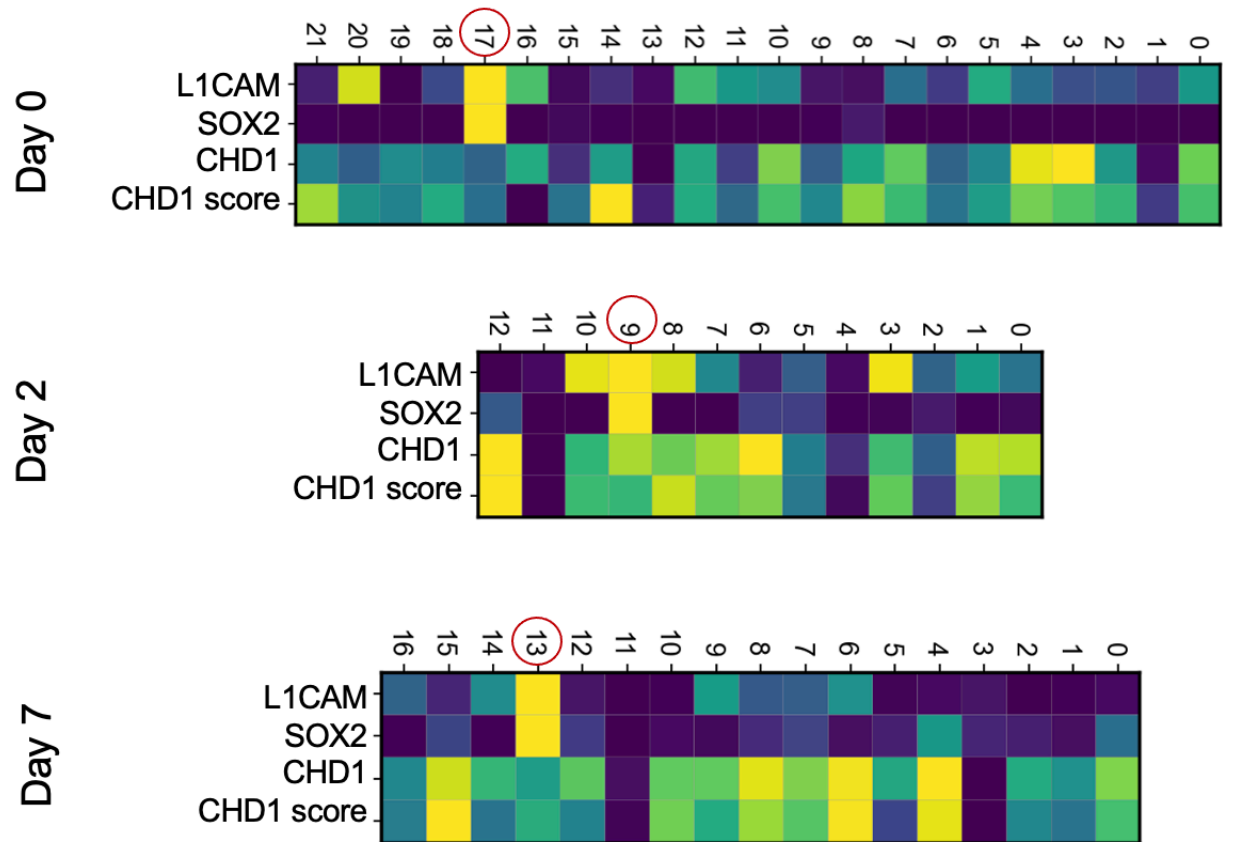 Day 0
21 20 19 18 17 16 15 14 13 12 11 10 9 8 7 6 5 4 3 2 1 0
L1CAM
SOX2
CHD1
CHD1 score
Day 2
12 11 10 9 8 7 6 5 4 3 2 1 0
L1CAM
SOX2
CHD1
CHD1 score
Day 7
16 15 14 13 12 11 10 9 8 7 6 5 4 3 2 1 0
L1CAM
SOX2
CHD1
CHD1 score